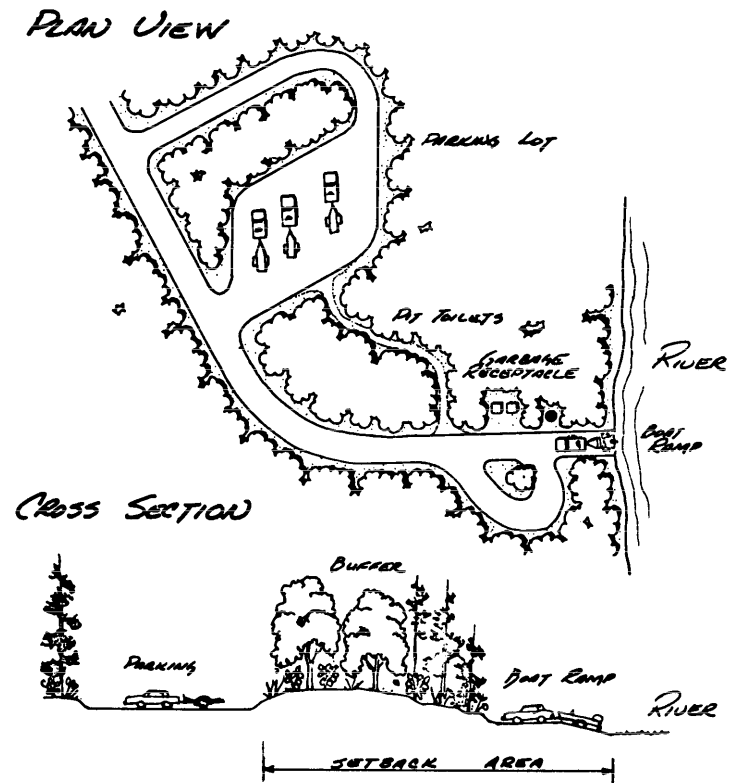 PLAN VIEW
PARKING LOT
PIT TOILETS
GARBAGE
RECEPTACLE
RIVER
BOAT
RAMP
CROSS SECTION
BUFFER
PARKING
BOAT RAMP
RIVER
SETBACK AREA